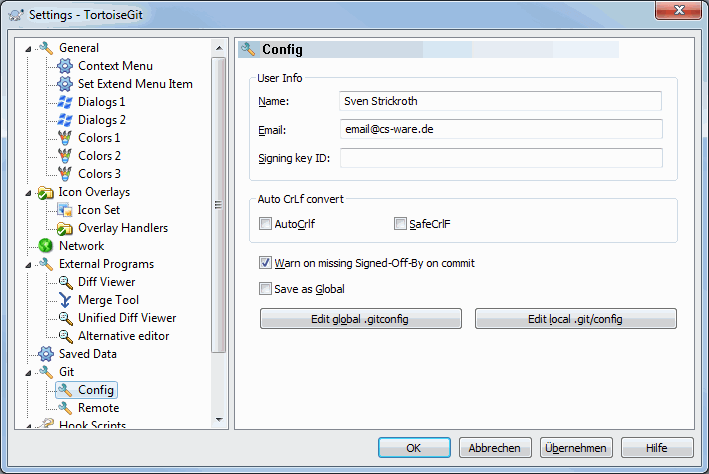 Settings - TortoiseGit
General
Context Menu
Set Extend Menu Item
Dialogs 1
Dialogs 2
Colors 1
Colors 2
Colors 3
Icon Overlays
Icon Set
Overlay Handlers
Network
External Programs
Diff Viewer
Merge Tool
Unified Diff Viewer
Alternative editor
Saved Data
Git
Config
Remote
Hook Scripts
Config
User Info
Name: Sven Strickroth
Email: email@cs-ware.de
Signing key ID:
Auto CrLf convert
AutoCrlf SafeCrlF
Warn on missing Signed-Off-By on commit
Save as Global
Edit global .gitconfig Edit local .git/config
OK Abbrechen Übernehmen Hilfe